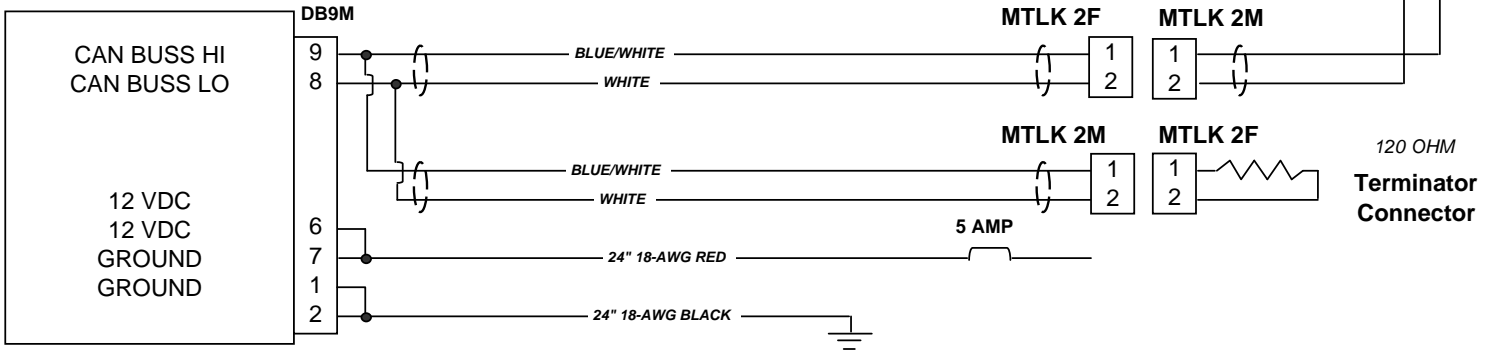 DB9M
MTLK 2F MTLK 2M
CAN BUSS HI 9 BLUE/WHITE 1 1
CAN BUSS LO 8 WHITE 2 2
MTLK 2M MTLK 2F
120 OHM
BLUE/WHITE 1 1
Terminator
WHITE 2 2
Connector
12 VDC
12 VDC 6 5 AMP
GROUND 7 24" 18-AWG RED
GROUND 1
2 24" 18-AWG BLACK